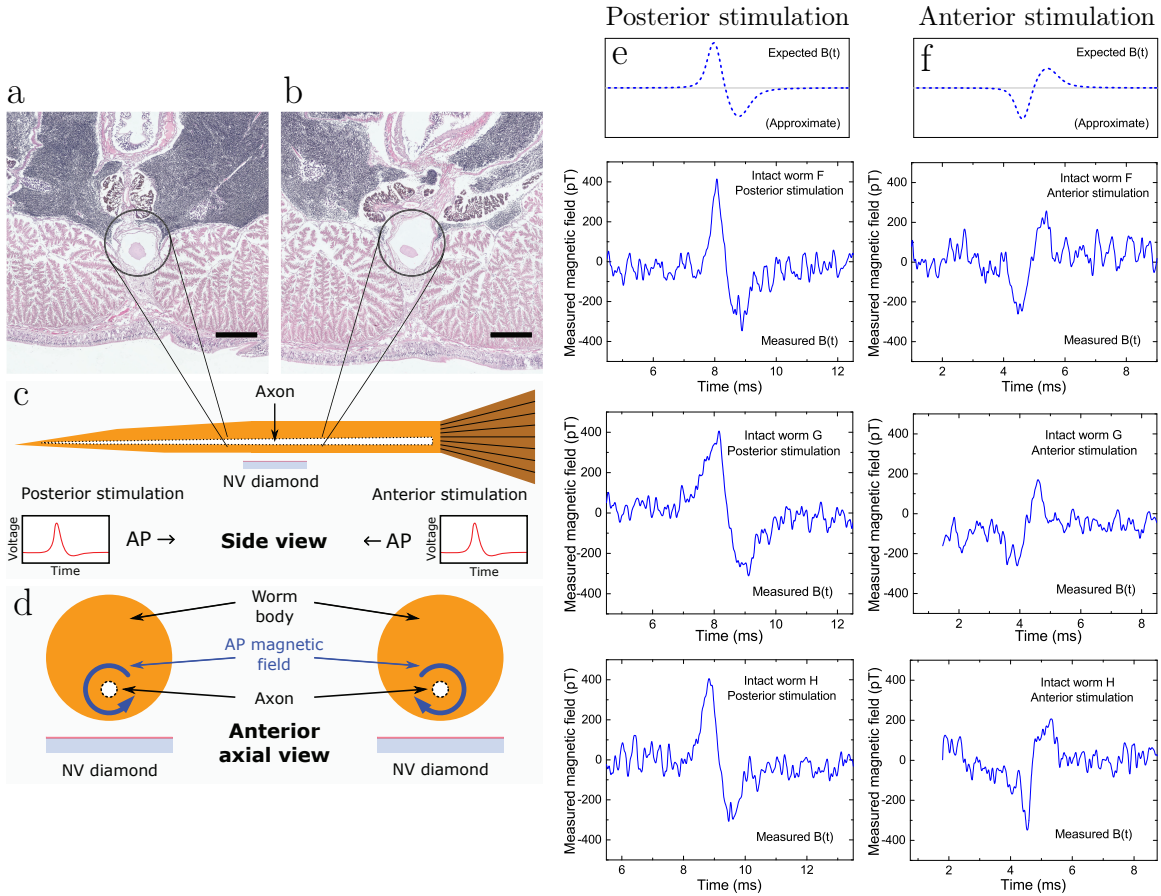 Posterior stimulation
Anterior stimulation
a
b
c
Axon
NV diamond
Posterior stimulation
Anterior stimulation
Voltage
Time
AP →
Side view
← AP
Voltage
Time
d
Worm
body
AP magnetic
field
Axon
Anterior
axial view
NV diamond
NV diamond
e
Expected B(t)
(Approximate)
Measured magnetic field (pT)
400
200
0
-200
-400
Intact worm F
Posterior stimulation
Measured B(t)
6
8
10
12
Time (ms)
Measured magnetic field (pT)
600
400
200
0
-200
-400
-600
Intact worm G
Posterior stimulation
Measured B(t)
6
8
10
12
Time (ms)
Measured magnetic field (pT)
400
200
0
-200
-400
Intact worm H
Posterior stimulation
Measured B(t)
6
8
10
12
Time (ms)
f
Expected B(t)
(Approximate)
Measured magnetic field (pT)
400
200
0
-200
-400
Intact worm F
Anterior stimulation
Measured B(t)
2
4
6
8
Time (ms)
Measured magnetic field (pT)
400
200
0
-200
-400
Intact worm G
Anterior stimulation
Measured B(t)
2
4
6
8
Time (ms)
Measured magnetic field (pT)
400
200
0
-200
-400
Intact worm H
Anterior stimulation
Measured B(t)
2
4
6
8
Time (ms)